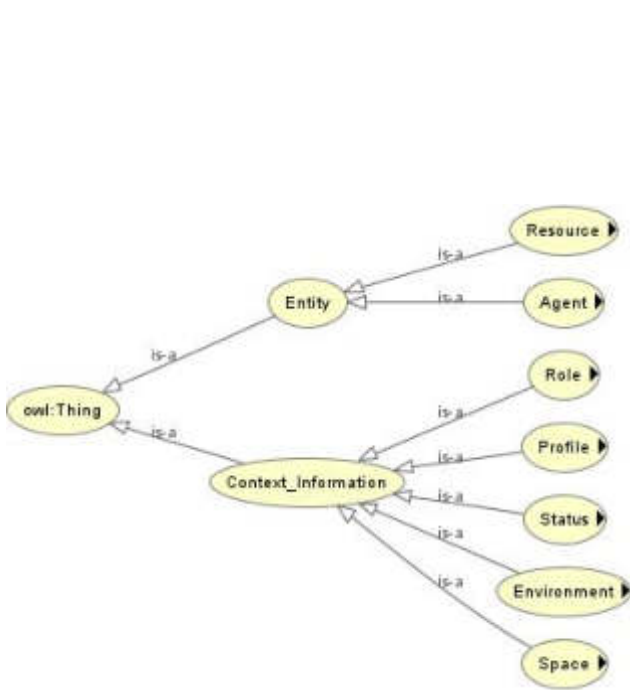 Resource
is-a
Entity
is-a
Agent
is-a
Role
owl:Thing
is-a
is-a
Profile
is-a
Context_Information
is-a
Status
is-a
Environment
is-a
Space